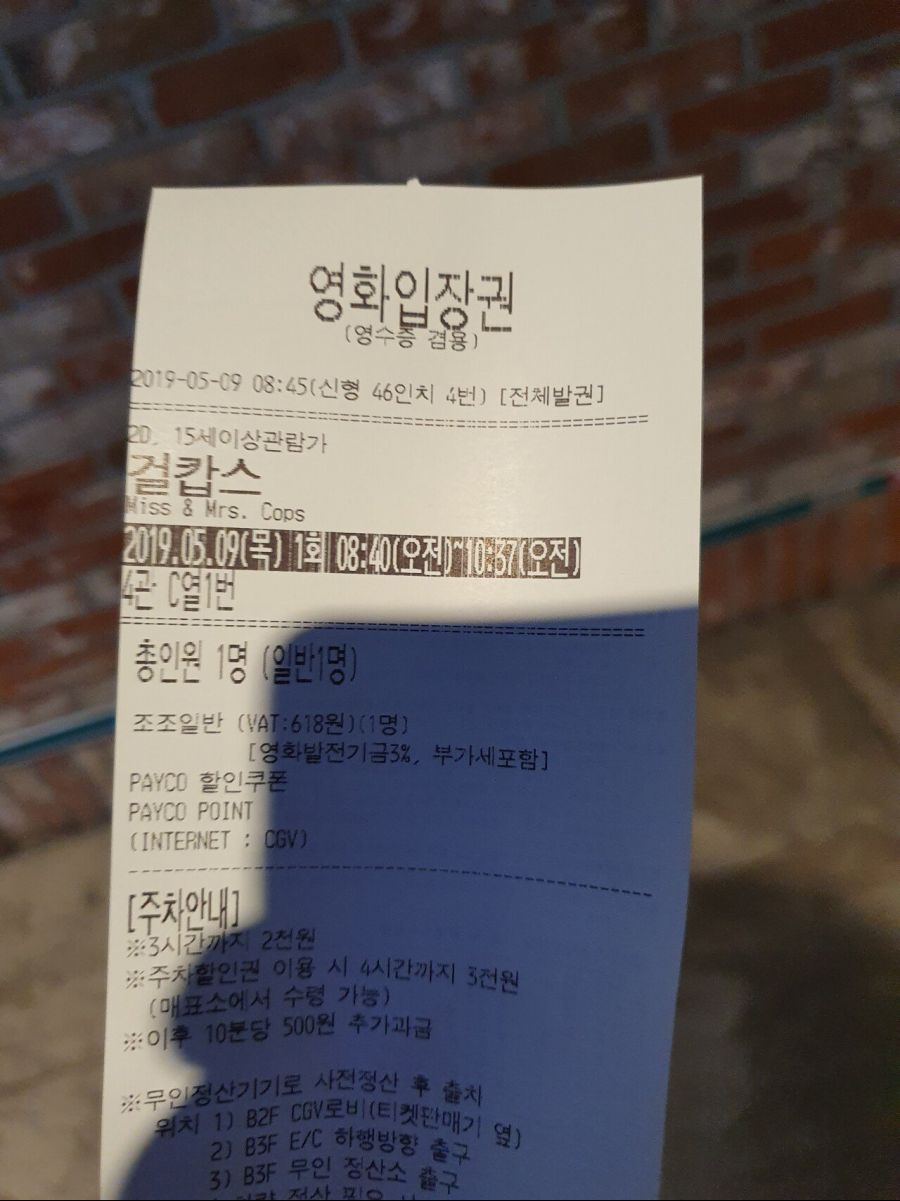 영화입장권
(영수증 겸용)
2019-05-09 08:45(신형 46인치 4번) [전체발권]
2D, 15세이상관람가
걸캅스
Miss & Mrs. Cops
2019.05.09(목) 1회 08:40(오전)~10:37(오전)
4관 C열1번
총인원 1명 (일반1명)
조조일반 (VAT:618원)(1명)
[영화발전기금3%, 부가세포함]
PAYCO 할인쿠폰
PAYCO POINT
(INTERNET : CGV)
[주차안내]
※3시간까지 2천원
※주차할인권 이용 시 4시간까지 3천원
(매표소에서 수령 가능)
※이후 10분당 500원 추가과금
※무인정산기기로 사전정산 후 출차
위치 1) B2F CGV로비(티켓판매기 옆)
2) B3F E/C 하행방향 출구
3) B3F 무인 정산소 출구